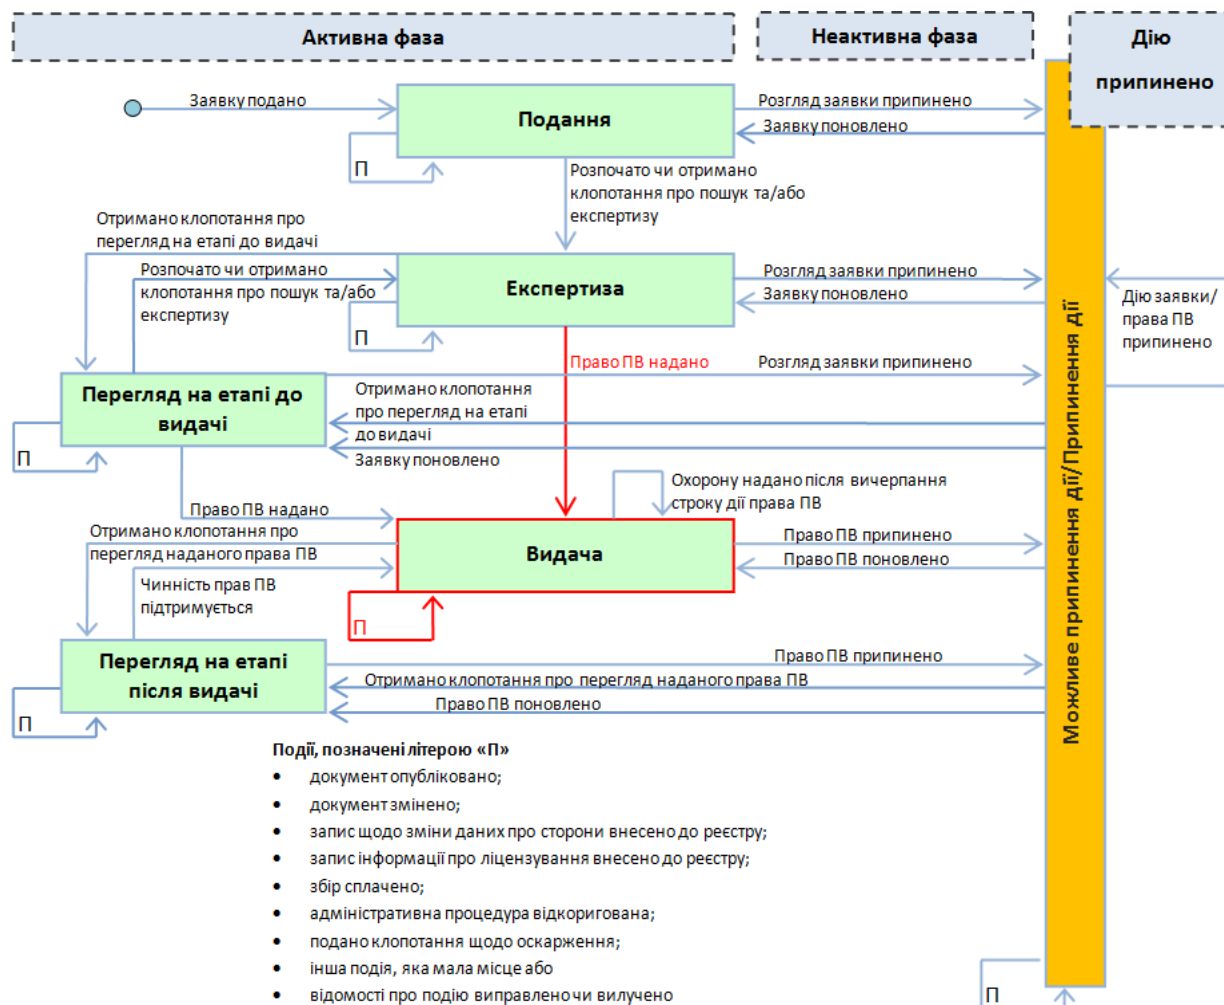 Активна фаза
Неактивна фаза
Дію
припинено
Заявку подано
Подання
Розгляд заявки припинено
Заявку поновлено
П
Розпочато чи отримано
клопотання про пошук та/або
експертизу
Отримано клопотання про
перегляд на етапі до видачі
Розпочато чи отримано
клопотання про пошук та/або
експертизу
Експертиза
Розгляд заявки припинено
Заявку поновлено
П
Дію заявки/
права ПВ
припинено
Право ПВ надано
Розгляд заявки припинено
Перегляд на етапі до
видачі
Отримано клопотання
про перегляд на етапі
до видачі
Заявку поновлено
П
Можливе припинення дії/Припинення дії
Охорону надано після вичерпання
строку дії права ПВ
Право ПВ надано
Отримано клопотання про
перегляд наданого права ПВ
Видача
Право ПВ припинено
Право ПВ поновлено
Чинність прав ПВ
підтримується
П
Перегляд на етапі
після видачі
Право ПВ припинено
Отримано клопотання про перегляд наданого права ПВ
Право ПВ поновлено
П
Події, позначені літерою «П»
• документ опубліковано;
• документ змінено;
• запис щодо зміни даних про сторони внесено до реєстру;
• запис інформації про ліцензування внесено до реєстру;
• збір сплачено;
• адміністративна процедура відкоригована;
• подано клопотання щодо оскарження;
• інша подія, яка мала місце або
• відомості про подію виправлено чи вилучено
П